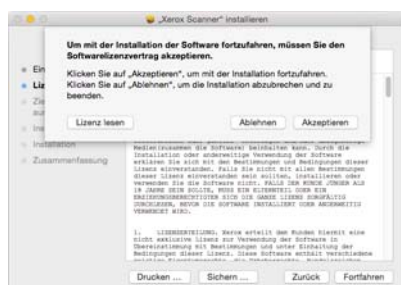 „Xerox Scanner“ installieren
Um mit der Installation der Software fortzufahren, müssen Sie den
Softwarelizenzvertrag akzeptieren.
Klicken Sie auf „Akzeptieren“, um mit der Installation fortzufahren.
Klicken Sie auf „Ablehnen“, um die Installation abzubrechen und zu
beenden.
Lizenz lesen
Ablehnen
Akzeptieren
Ein
Liz
Zie
aus
Ins
Installation
Zusammenfassung
Medien(zusammen die Software) beinhalten kann. Durch die
Installation oder anderweitige Verwendung der Software
erklären Sie sich mit den Bestimmungen und Bedingungen dieser
Lizenz einverstanden. Falls Sie nicht mit allen Bestimmungen
dieser Lizenz einverstanden sein sollten, installieren oder
verwenden Sie die Software nicht. FALLS DER KUNDE JÜNGER ALS
18 JAHRE SEIN SOLLTE, MUSS EIN ELTERNTEIL ODER EIN
ERZIEHUNGSBERECHTIGTER SICH DIE GANZE LIZENZ SORGFÄLTIG
DURCHLESEN, BEVOR DIE SOFTWARE INSTALLIERT ODER ANDERWEITIG
VERWENDET WIRD.
1. LIZENZERTEILUNG. Xerox erteilt dem Kunden hiermit eine
nicht exklusive Lizenz zur Verwendung der Software in
Übereinstimmung mit Bestimmungen und unter Einhaltung der
Bedingungen dieser Lizenz. Diese Software enthält verschiedene
Drucken ...
Sichern ...
Zurück
Fortfahren